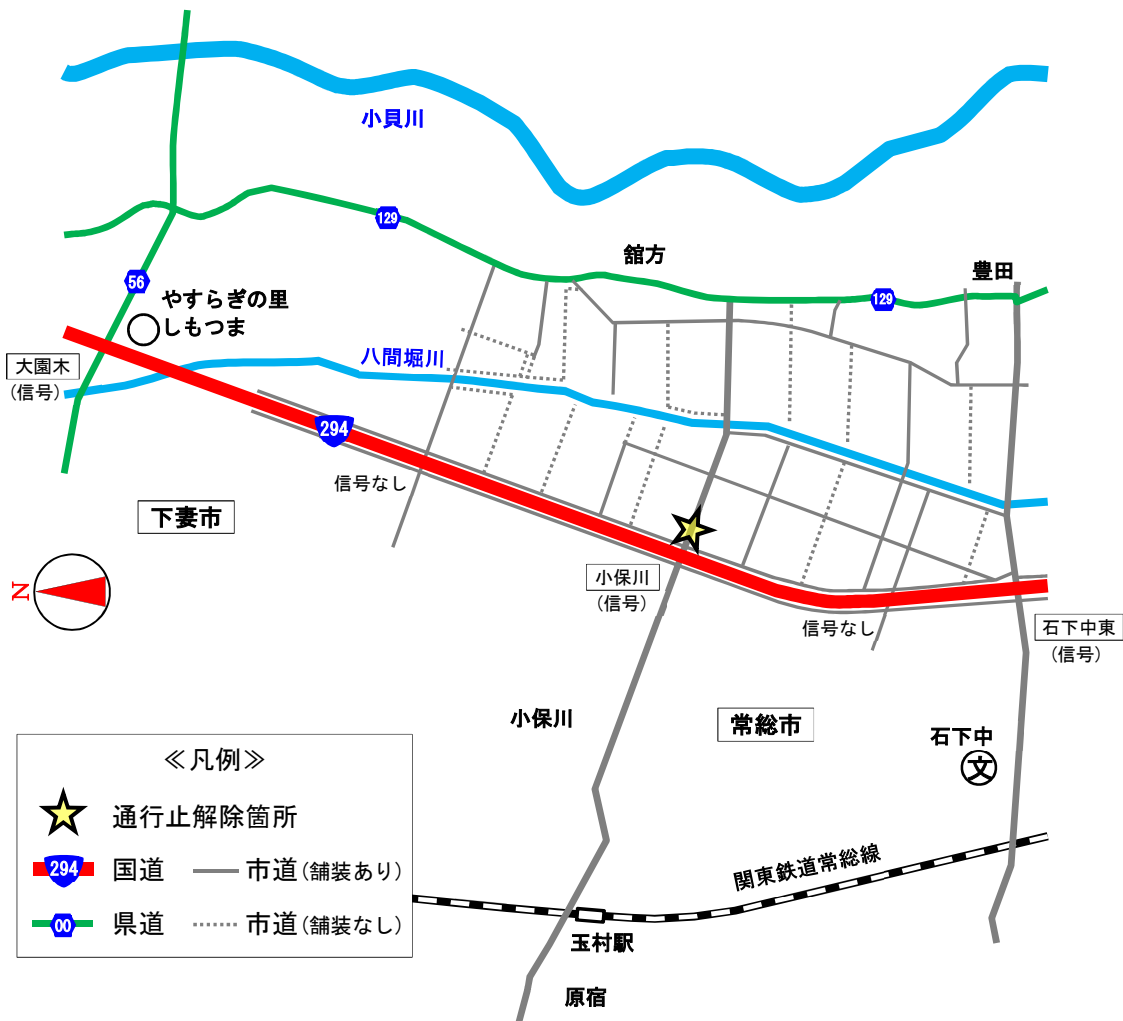 小貝川
129
舘方
豊田
56
やすらぎの里
しもつま
129
大園木
(信号)
八間堀川
294
信号なし
下妻市
N
小保川
(信号)
信号なし
石下中東
(信号)
小保川
常総市
石下中
文
≪凡例≫
通行止解除箇所
294 国道 市道(舗装あり)
00 県道 市道(舗装なし)
関東鉄道常総線
玉村駅
原宿